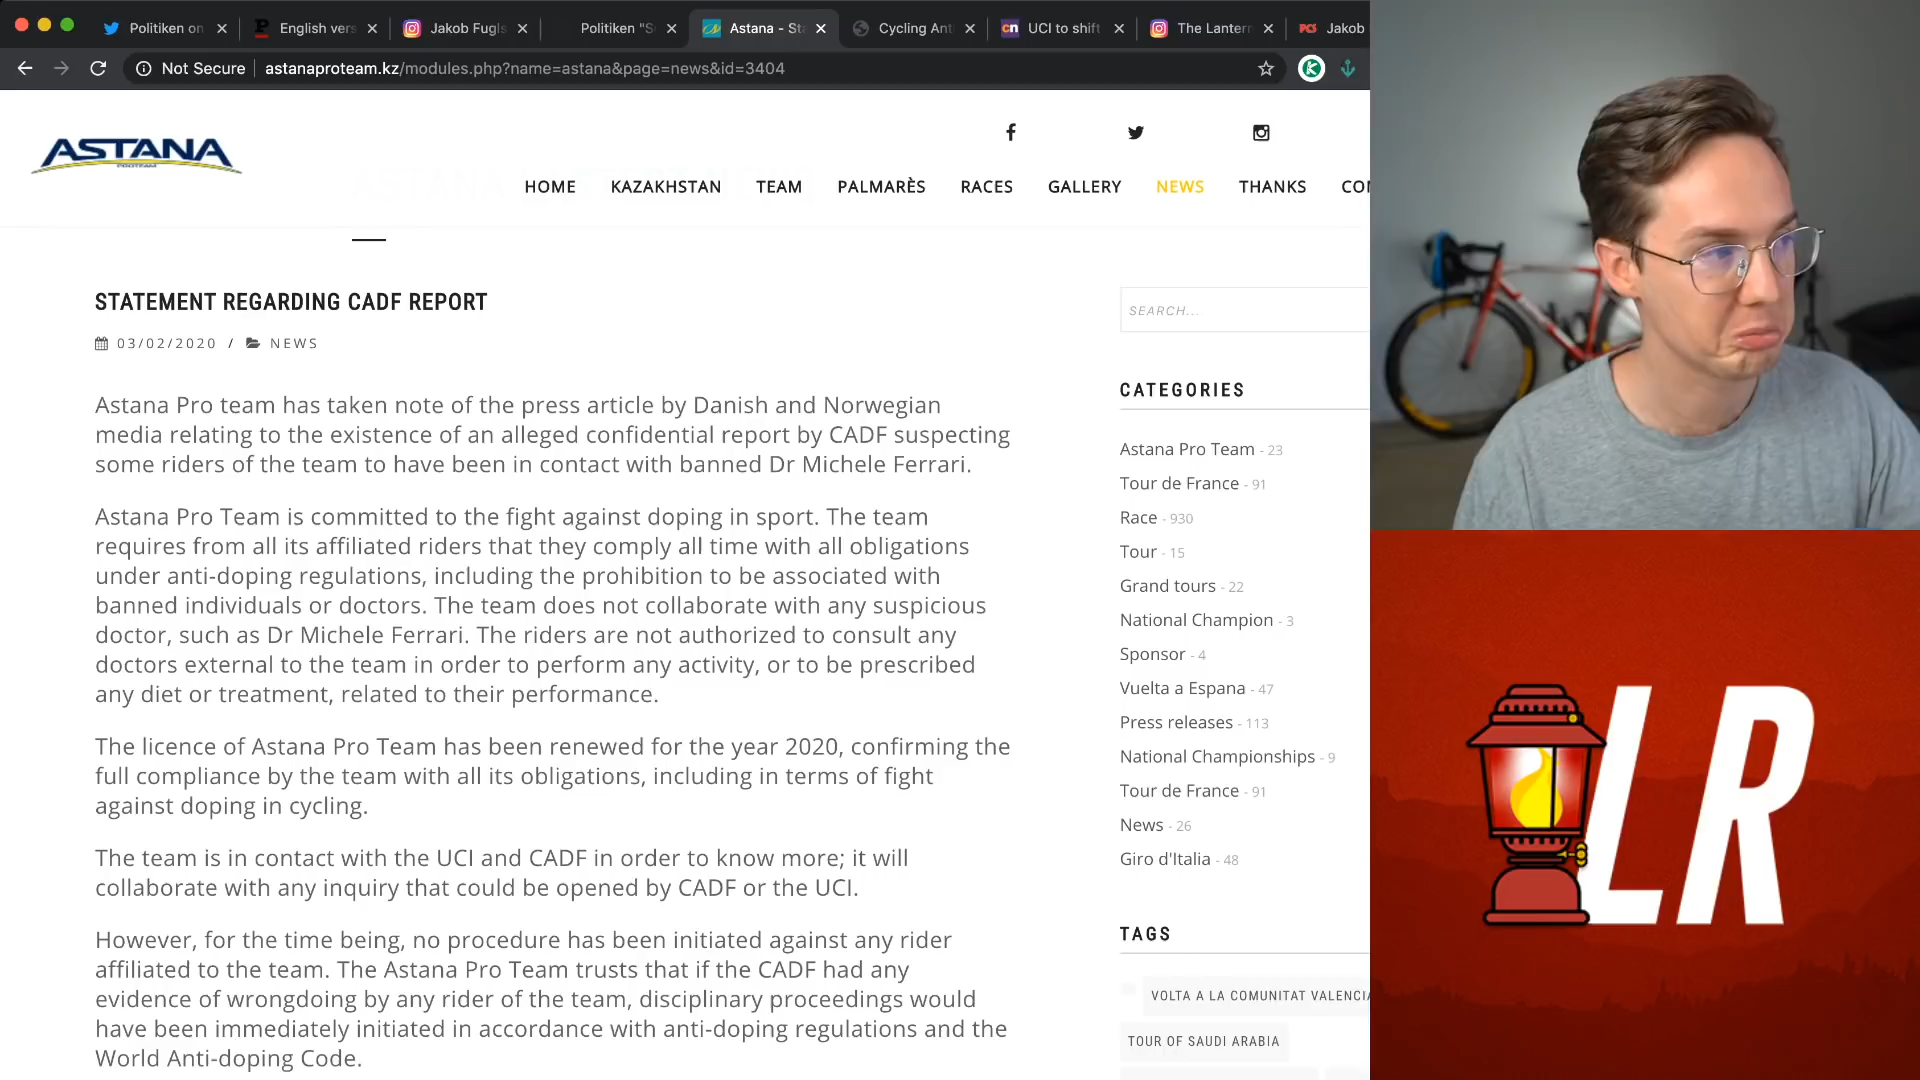 Politiken on
English vers
Jakob Fugls
Politiken "S
Astana - Sta
Cycling Anti
UCI to shift
The Lantern
Jakob
Not Secure
astanaproteam.kz/modules.php?name=astana&page=news&id=3404
ASTANA
PROTEAM
HOME
KAZAKHSTAN
TEAM
PALMARÈS
RACES
GALLERY
NEWS
THANKS
CON
STATEMENT REGARDING CADF REPORT
03/02/2020 / NEWS
Astana Pro team has taken note of the press article by Danish and Norwegian
media relating to the existence of an alleged confidential report by CADF suspecting
some riders of the team to have been in contact with banned Dr Michele Ferrari.
Astana Pro Team is committed to the fight against doping in sport. The team
requires from all its affiliated riders that they comply all time with all obligations
under anti-doping regulations, including the prohibition to be associated with
banned individuals or doctors. The team does not collaborate with any suspicious
doctor, such as Dr Michele Ferrari. The riders are not authorized to consult any
doctors external to the team in order to perform any activity, or to be prescribed
any diet or treatment, related to their performance.
The licence of Astana Pro Team has been renewed for the year 2020, confirming the
full compliance by the team with all its obligations, including in terms of fight
against doping in cycling.
The team is in contact with the UCI and CADF in order to know more; it will
collaborate with any inquiry that could be opened by CADF or the UCI.
However, for the time being, no procedure has been initiated against any rider
affiliated to the team. The Astana Pro Team trusts that if the CADF had any
evidence of wrongdoing by any rider of the team, disciplinary proceedings would
have been immediately initiated in accordance with anti-doping regulations and the
World Anti-doping Code.
SEARCH...
CATEGORIES
Astana Pro Team - 23
Tour de France - 91
Race - 930
Tour - 15
Grand tours - 22
National Champion - 3
Sponsor - 4
Vuelta a Espana - 47
Press releases - 113
National Championships - 9
Tour de France - 91
News - 26
Giro d'Italia - 48
TAGS
VOLTA A LA COMUNITAT VALENCIA
TOUR OF SAUDI ARABIA
LR